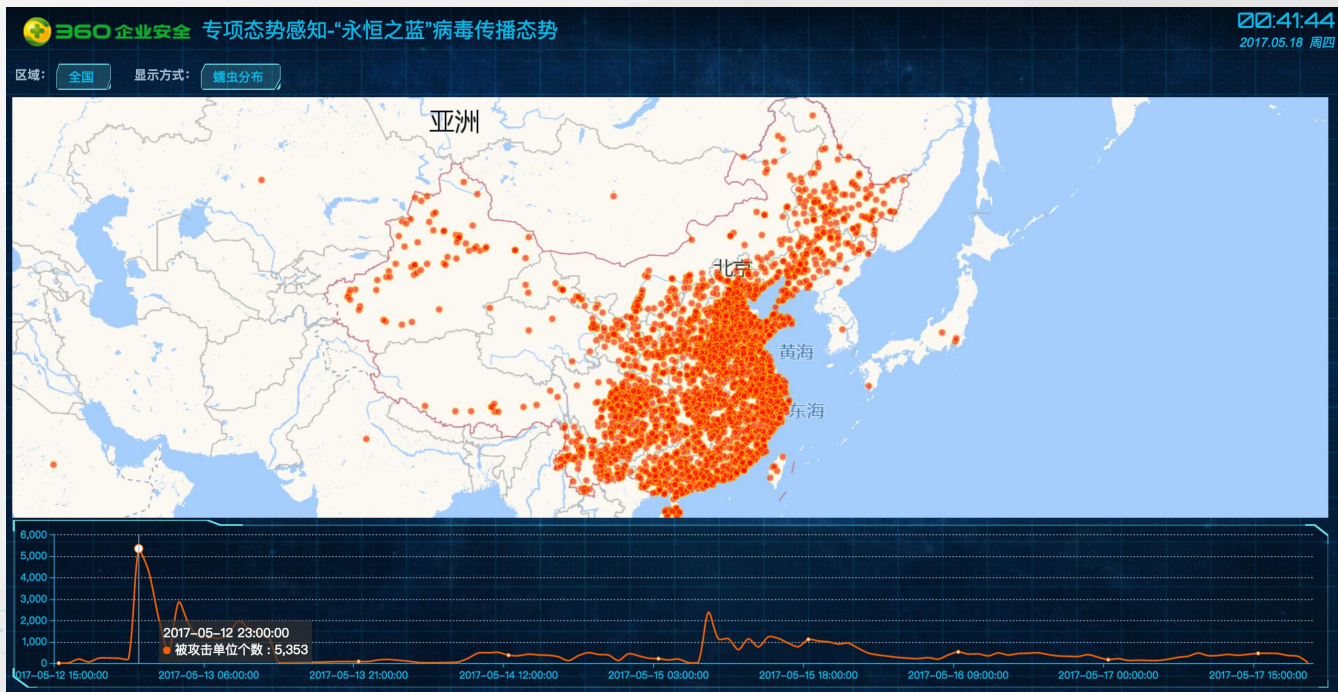 360企业安全 专项态势感知-“永恒之蓝”病毒传播态势
00:41:44
2017.05.18 周四
区域： 全国 显示方式： 蠕虫分布
亚洲
北京
黄海
东海
6,000
5,000
4,000
3,000
2,000
1,000
0
2017-05-12 23:00:00
被攻击单位个数：5,353
2017-05-12 15:00:00 2017-05-13 06:00:00 2017-05-13 21:00:00 2017-05-14 12:00:00 2017-05-15 03:00:00 2017-05-15 18:00:00 2017-05-16 09:00:00 2017-05-17 00:00:00 2017-05-17 15:00:00